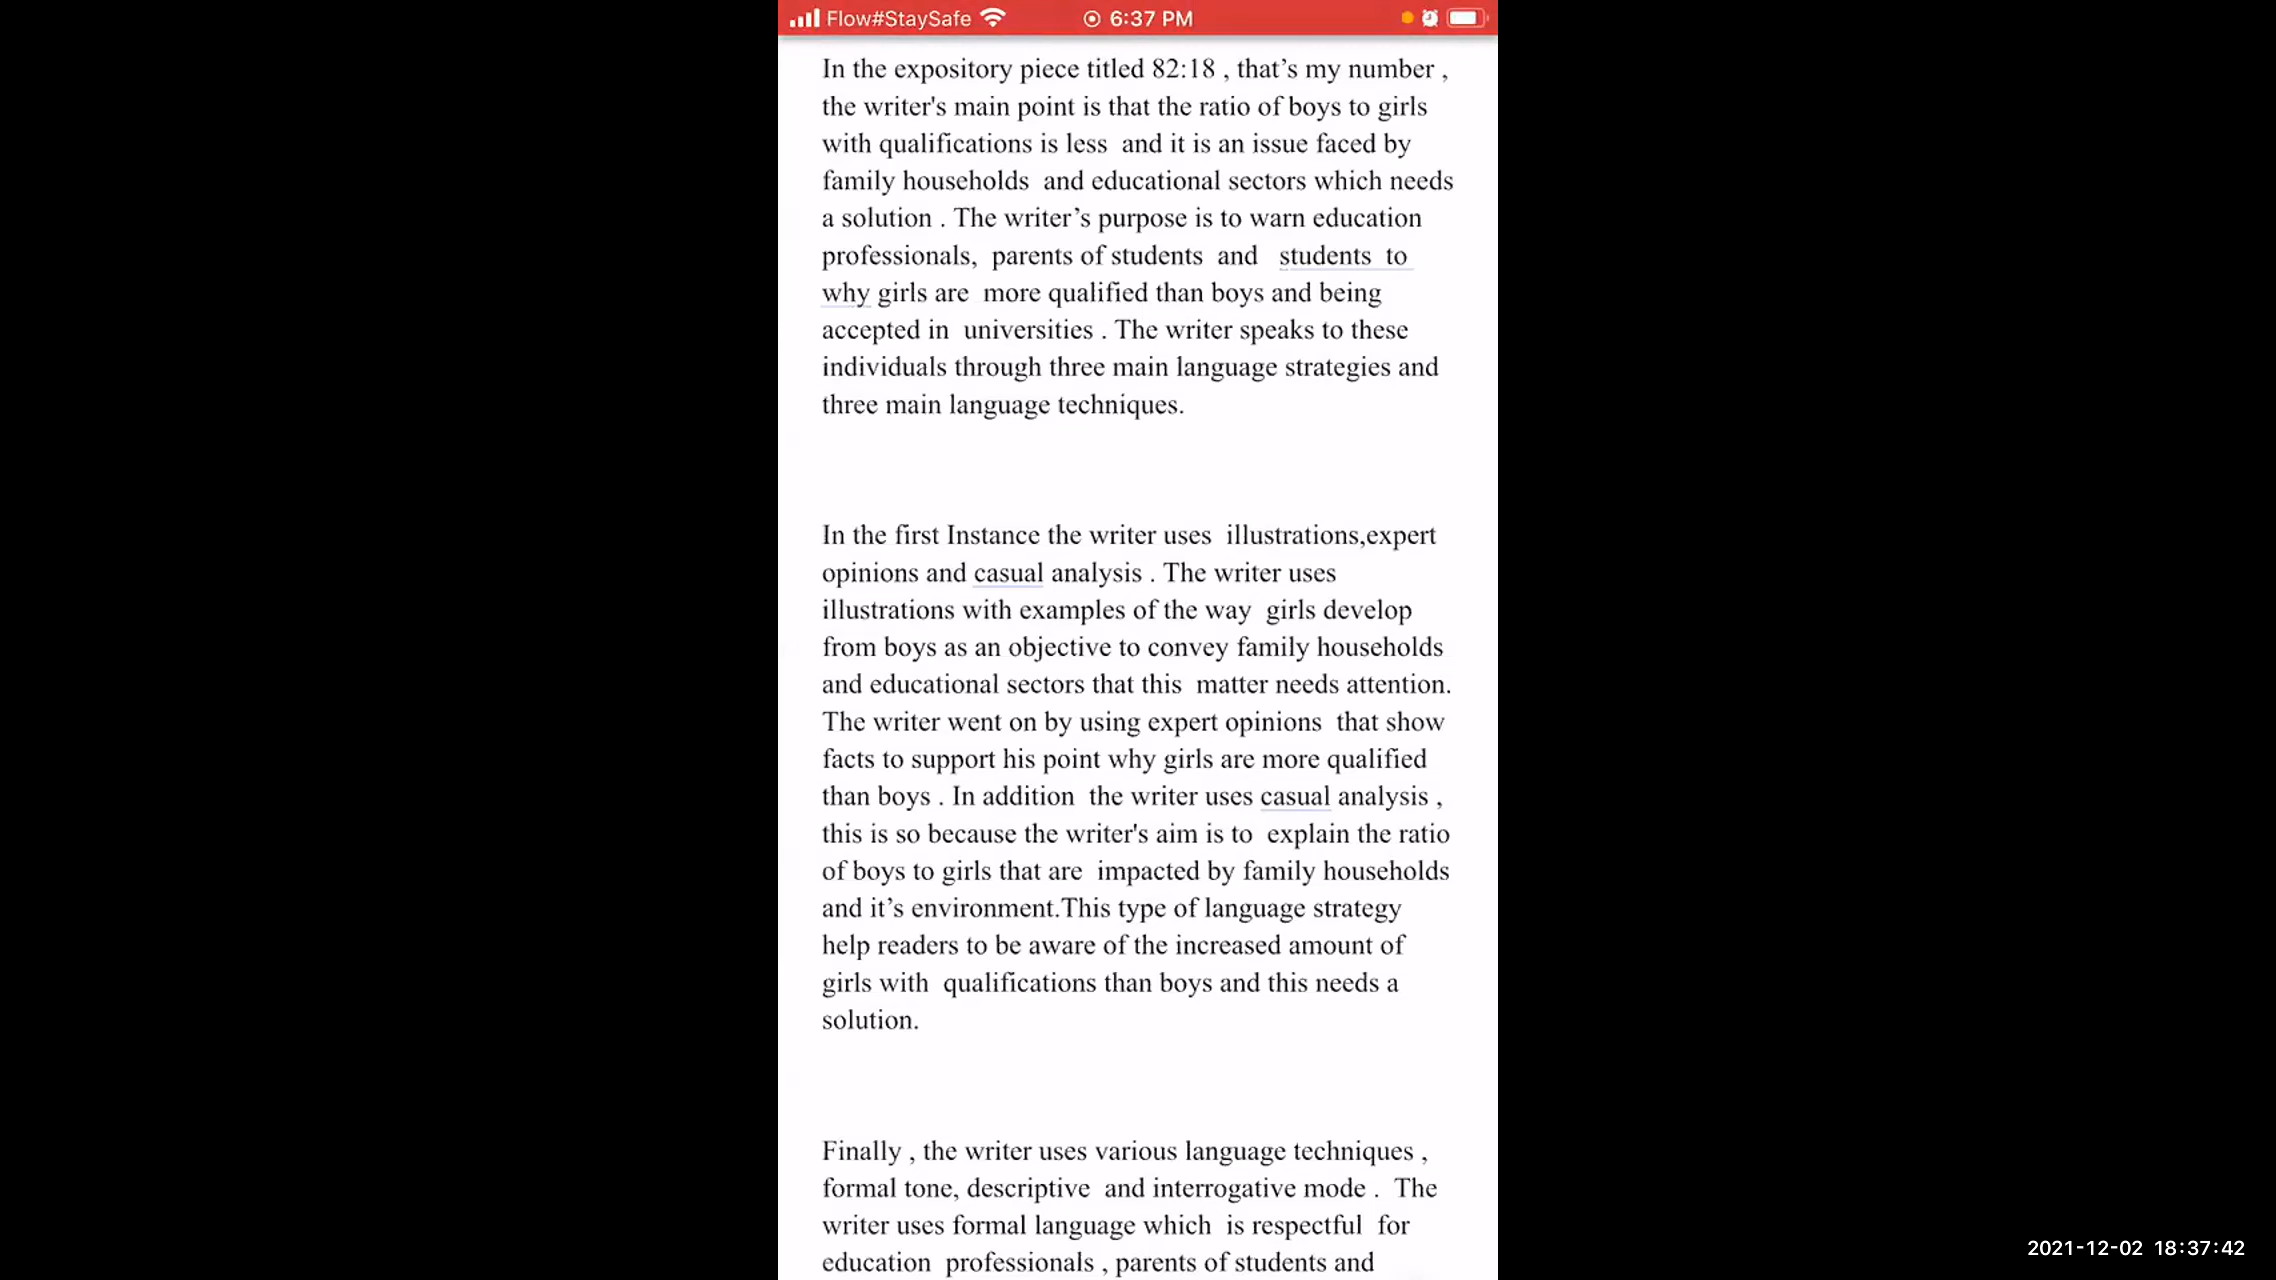 Flow#StaySafe 6:37 PM
In the expository piece titled 82:18 , that’s my number ,
the writer's main point is that the ratio of boys to girls
with qualifications is less  and it is an issue faced by
family households  and educational sectors which needs
a solution . The writer’s purpose is to warn education
professionals,  parents of students  and   students  to
why girls are  more qualified than boys and being
accepted in  universities . The writer speaks to these
individuals through three main language strategies and
three main language techniques.
In the first Instance the writer uses  illustrations,expert
opinions and casual analysis . The writer uses
illustrations with examples of the way  girls develop
from boys as an objective to convey family households
and educational sectors that this  matter needs attention.
The writer went on by using expert opinions  that show
facts to support his point why girls are more qualified
than boys . In addition  the writer uses casual analysis ,
this is so because the writer's aim is to  explain the ratio
of boys to girls that are  impacted by family households
and it’s environment.This type of language strategy
help readers to be aware of the increased amount of
girls with  qualifications than boys and this needs a
solution.
Finally , the writer uses various language techniques ,
formal tone, descriptive  and interrogative mode .  The
writer uses formal language which  is respectful  for
education  professionals , parents of students and
2021-12-02 18:37:42